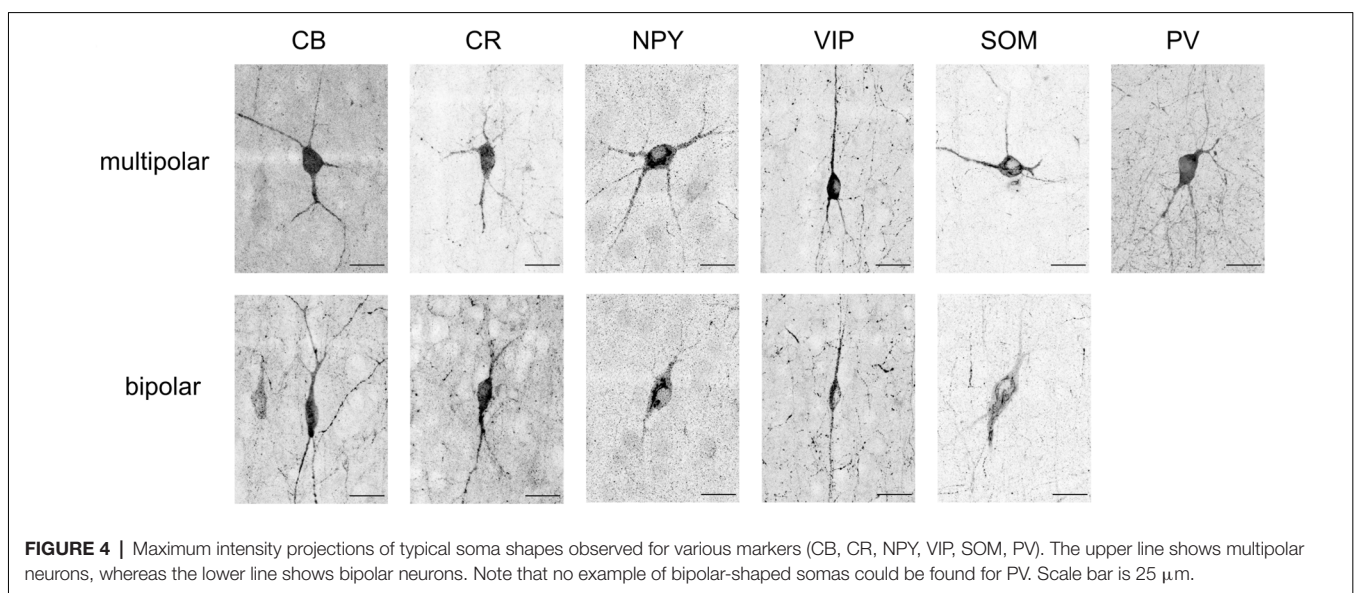 CB CR NPY VIP SOM PV
multipolar
bipolar
FIGURE 4 | Maximum intensity projections of typical soma shapes observed for various markers (CB, CR, NPY, VIP, SOM, PV). The upper line shows multipolar
neurons, whereas the lower line shows bipolar neurons. Note that no example of bipolar-shaped somas could be found for PV. Scale bar is 25 μm.